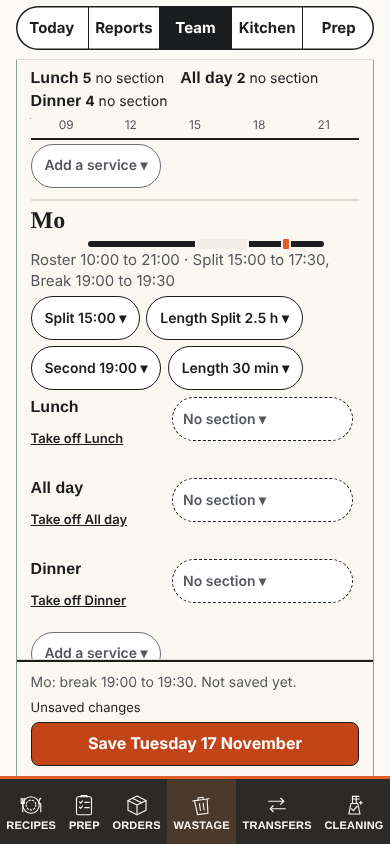 Today Reports Team Kitchen Prep
Lunch 5 no section All day 2 no section
Dinner 4 no section
09 12 15 18 21
Add a service ▾
Mo
Roster 10:00 to 21:00 · Split 15:00 to 17:30,
Break 19:00 to 19:30
Split 15:00 ▾ Length Split 2.5 h ▾
Second 19:00 ▾ Length 30 min ▾
Lunch
No section ▾
Take off Lunch
All day
No section ▾
Take off All day
Dinner
No section ▾
Take off Dinner
Add a service ▾
Mo: break 19:00 to 19:30. Not saved yet.
Unsaved changes
Save Tuesday 17 November
RECIPES PREP ORDERS WASTAGE TRANSFERS CLEANING